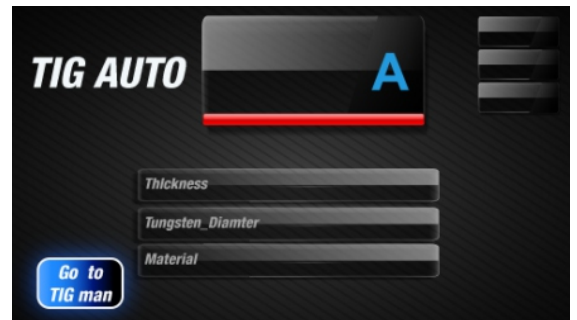 TIG AUTO
A
Thickness
Tungsten_Diamter
Material
Go to
TIG man